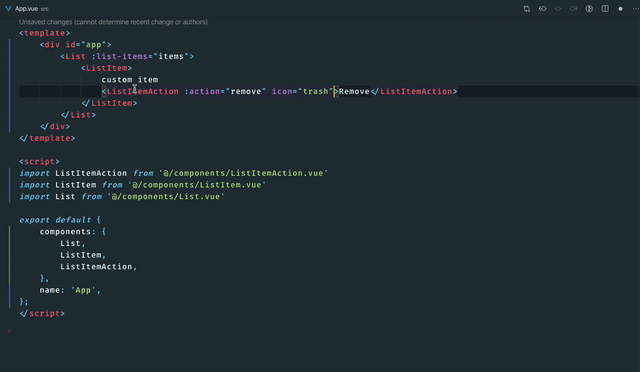 App.vue src
Unsaved changes (cannot determine recent change or authors)
<template>
    <div id="app">
        <List :list-items="items">
            <ListItem>
                custom item
                <ListItemAction :action="remove" icon="trash">Remove</ListItemAction>
            </ListItem>
        </List>
    </div>
</template>

<script>
import ListItemAction from '@/components/ListItemAction.vue'
import ListItem from '@/components/ListItem.vue'
import List from '@/components/List.vue'

export default {
    components: {
        List,
        ListItem,
        ListItemAction,
    },
    name: 'App',
};
</script>